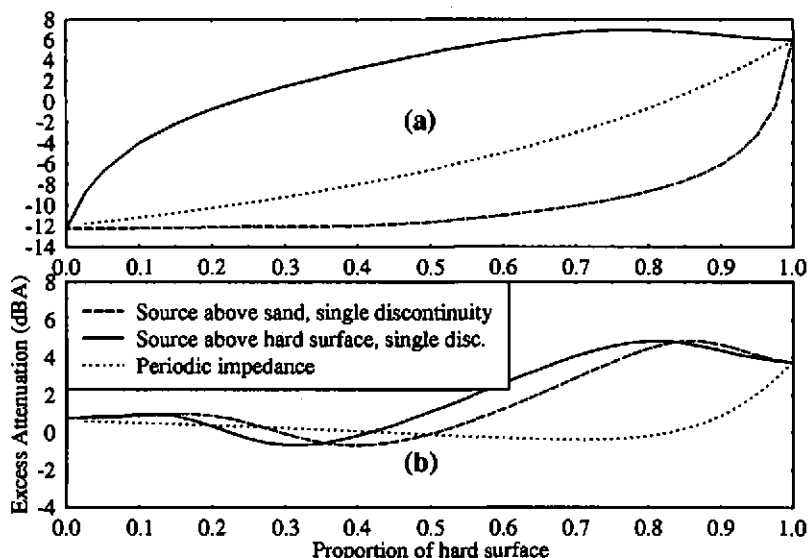 8
6
4
2
0
-2
-4
-6
-8
-10
-12
-14
(a)
0.0 0.1 0.2 0.3 0.4 0.5 0.6 0.7 0.8 0.9 1.0
Excess Attenuation (dBA)
8
6
4
2
0
-2
-4
Source above sand, single discontinuity
Source above hard surface, single disc.
Periodic impedance
(b)
0.0 0.1 0.2 0.3 0.4 0.5 0.6 0.7 0.8 0.9 1.0
Proportion of hard surface